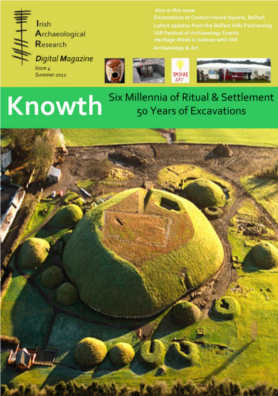 Irish
Archaeological
Research
Digital Magazine
Issue 4
Summer 2012
Also in this issue
Excavations at Custom House Square, Belfast
Latest updates from the Belfast Hills Partnership
IAR Festival of Archaeology Events
Heritage Week in Galway with IAR
Archaeology & Art
Knowth
Six Millennia of Ritual & Settlement
50 Years of Excavations